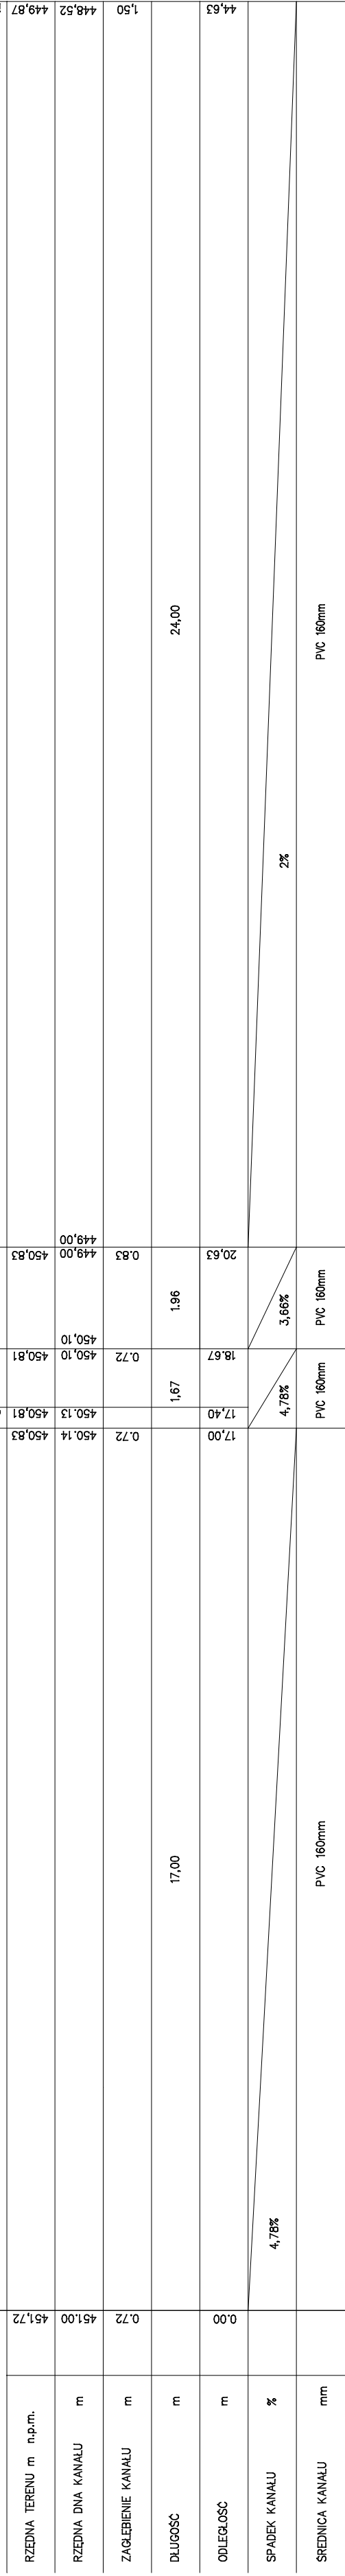 RZĘDNA TERENU m n.p.m. 451,72 450,83 450,81 450,81 450,83 449,87
RZĘDNA DNA KANAŁU m 451.00 450.14 450.13 450,10 450,10 449,00 449,00 448,52
ZAGŁĘBIENIE KANAŁU m 0.72 0.72 0.72 0.83 1,50
DŁUGOŚĆ m 17,00 1,67 1.96 24,00
ODLEGŁOŚĆ m 0.00 17,00 17,40 18.67 20,63 44,63
SPADEK KANAŁU % 4,78% 4,78% 3,66% 2%
ŚREDNICA KANAŁU mm PVC 160mm PVC 160mm PVC 160mm PVC 160mm